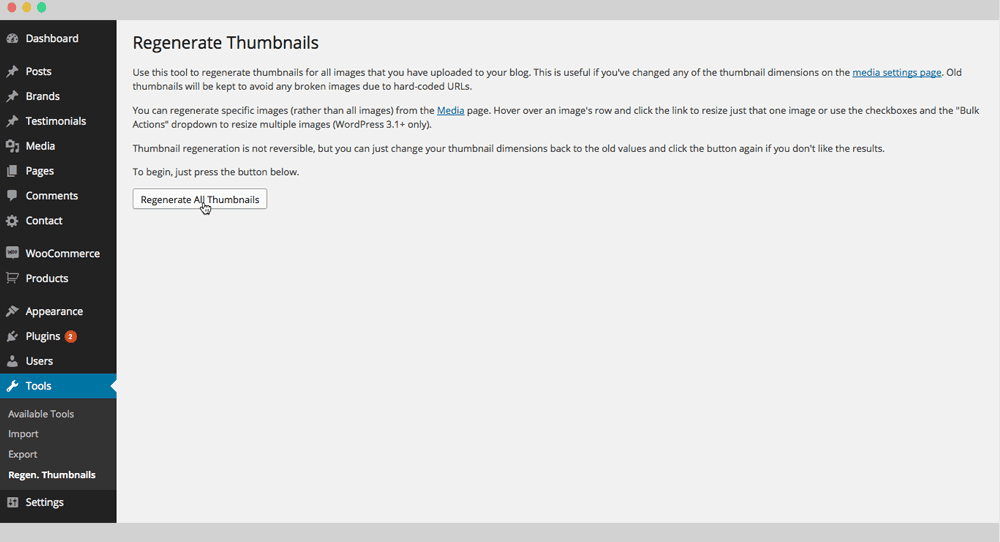 Dashboard
Posts
Brands
Testimonials
Media
Pages
Comments
Contact
WooCommerce
Products
Appearance
Plugins 2
Users
Tools
Available Tools
Import
Export
Regen. Thumbnails
Settings
Regenerate Thumbnails
Use this tool to regenerate thumbnails for all images that you have uploaded to your blog. This is useful if you've changed any of the thumbnail dimensions on the media settings page. Old
thumbnails will be kept to avoid any broken images due to hard-coded URLs.
You can regenerate specific images (rather than all images) from the Media page. Hover over an image's row and click the link to resize just that one image or use the checkboxes and the "Bulk
Actions" dropdown to resize multiple images (WordPress 3.1+ only).
Thumbnail regeneration is not reversible, but you can just change your thumbnail dimensions back to the old values and click the button again if you don't like the results.
To begin, just press the button below.
Regenerate All Thumbnails